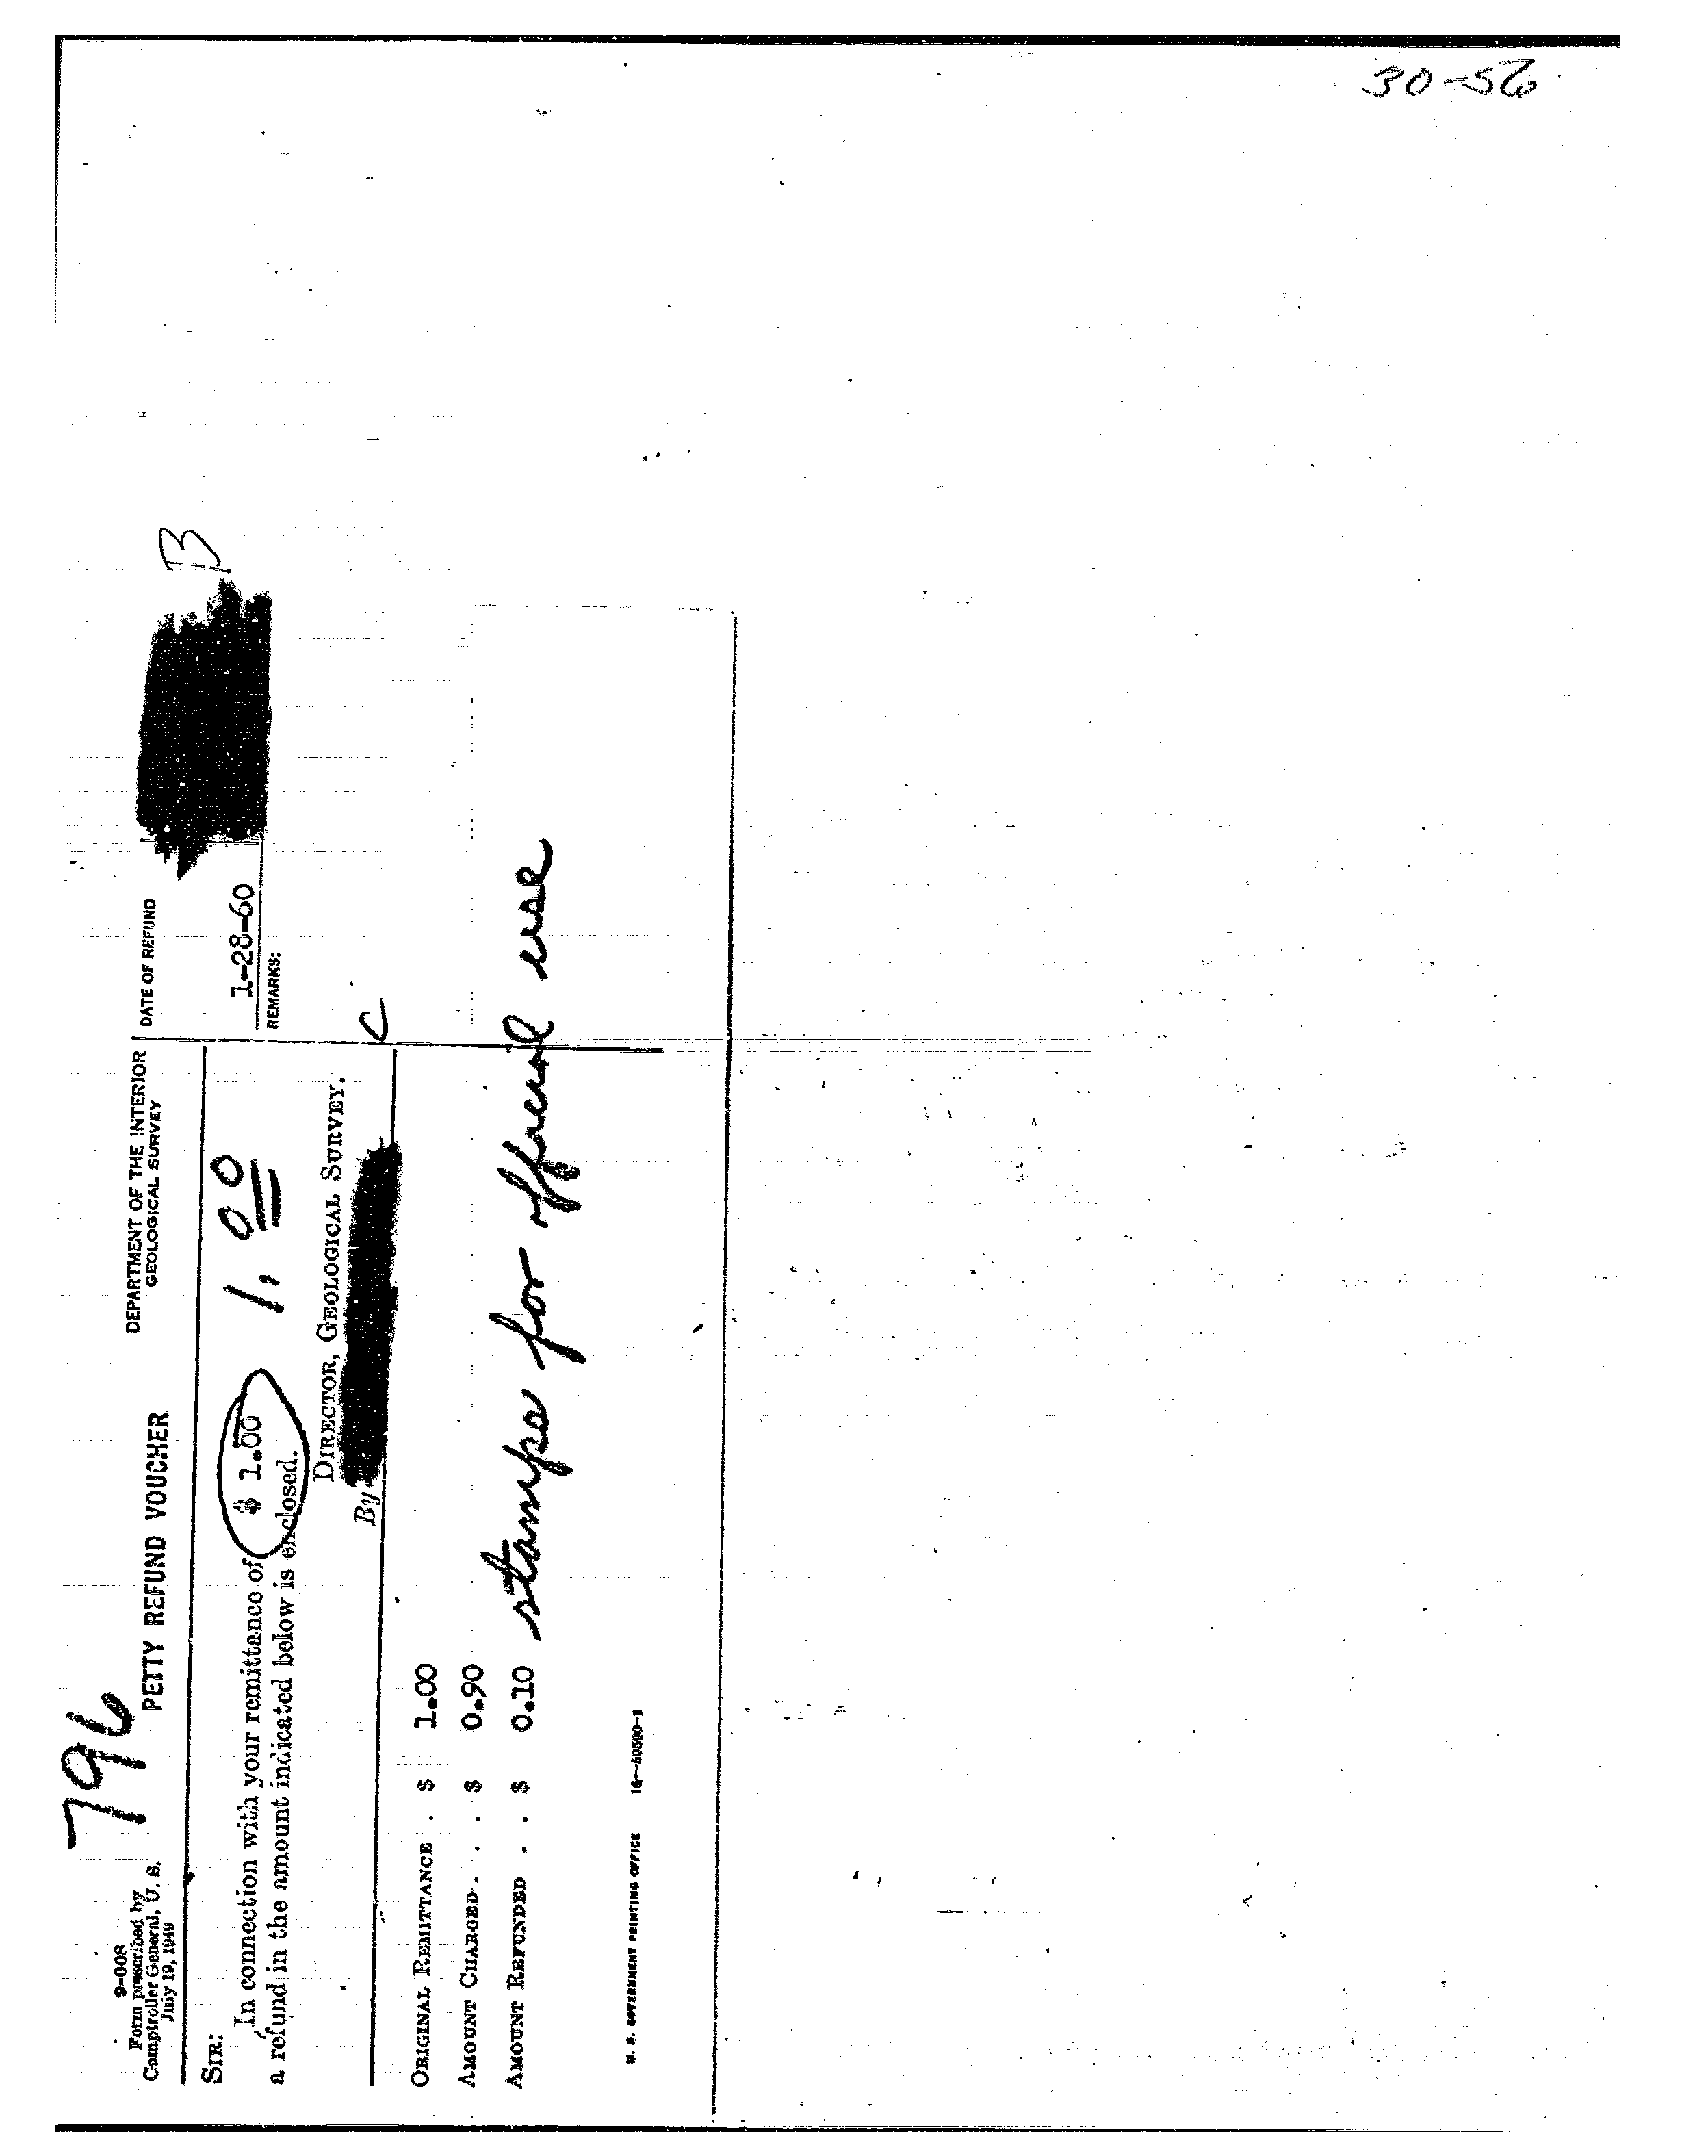 30-56
796
9-008
Form prescribed by
Comptroller General, U. S.
July 19, 1949
PETTY REFUND VOUCHER
DEPARTMENT OF THE INTERIOR
GEOLOGICAL SURVEY
DATE OF REFUND
1-28-60
B
REMARKS:
SIR:
In connection with your remittance of $ 1.00 1.00
a refund in the amount indicated below is enclosed.
DIRECTOR, GEOLOGICAL SURVEY.
By
C
ORIGINAL REMITTANCE . $ 1.00
AMOUNT CHARGED . . . $ 0.90
AMOUNT REFUNDED . . $ 0.10 stamps for official use
U. S. GOVERNMENT PRINTING OFFICE 16—59590-1